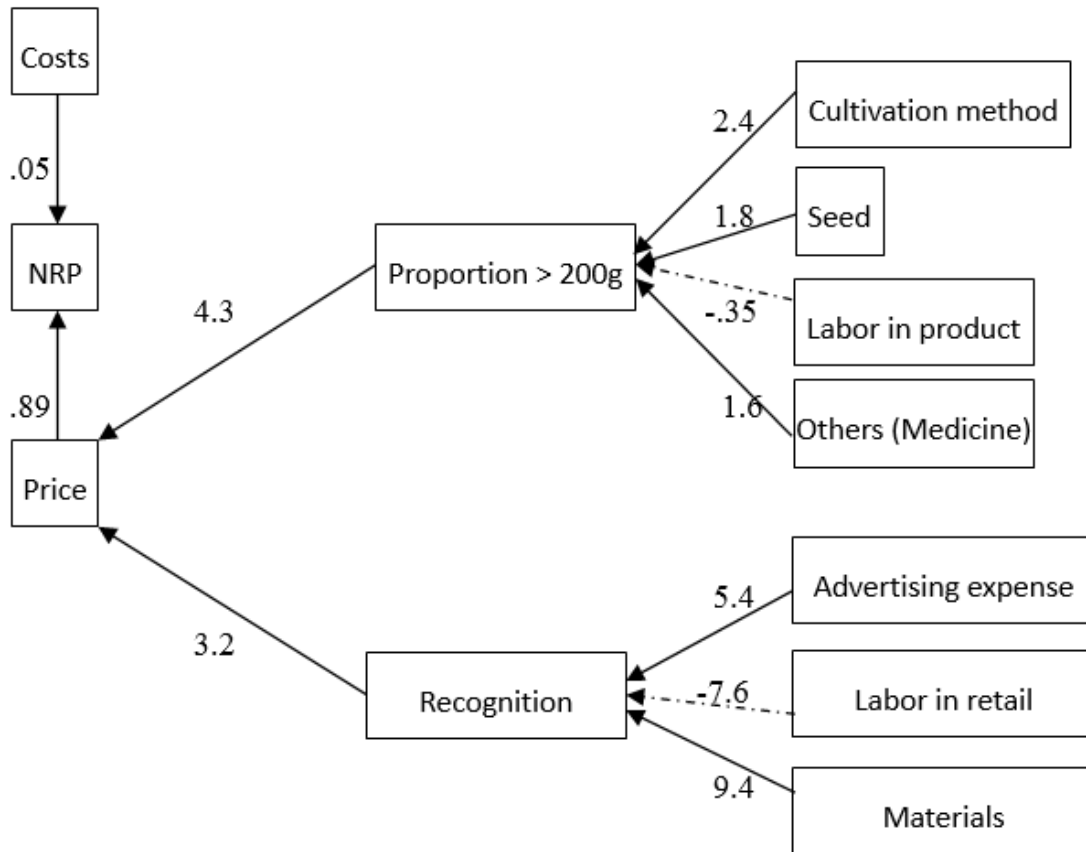 Costs
Cultivation method
2.4
.05
Seed
1.8
NRP
Proportion > 200g
4.3
-.35
Labor in product
.89
1.6
Others (Medicine)
Price
Advertising expense
5.4
3.2
Recognition
-7.6
Labor in retail
9.4
Materials